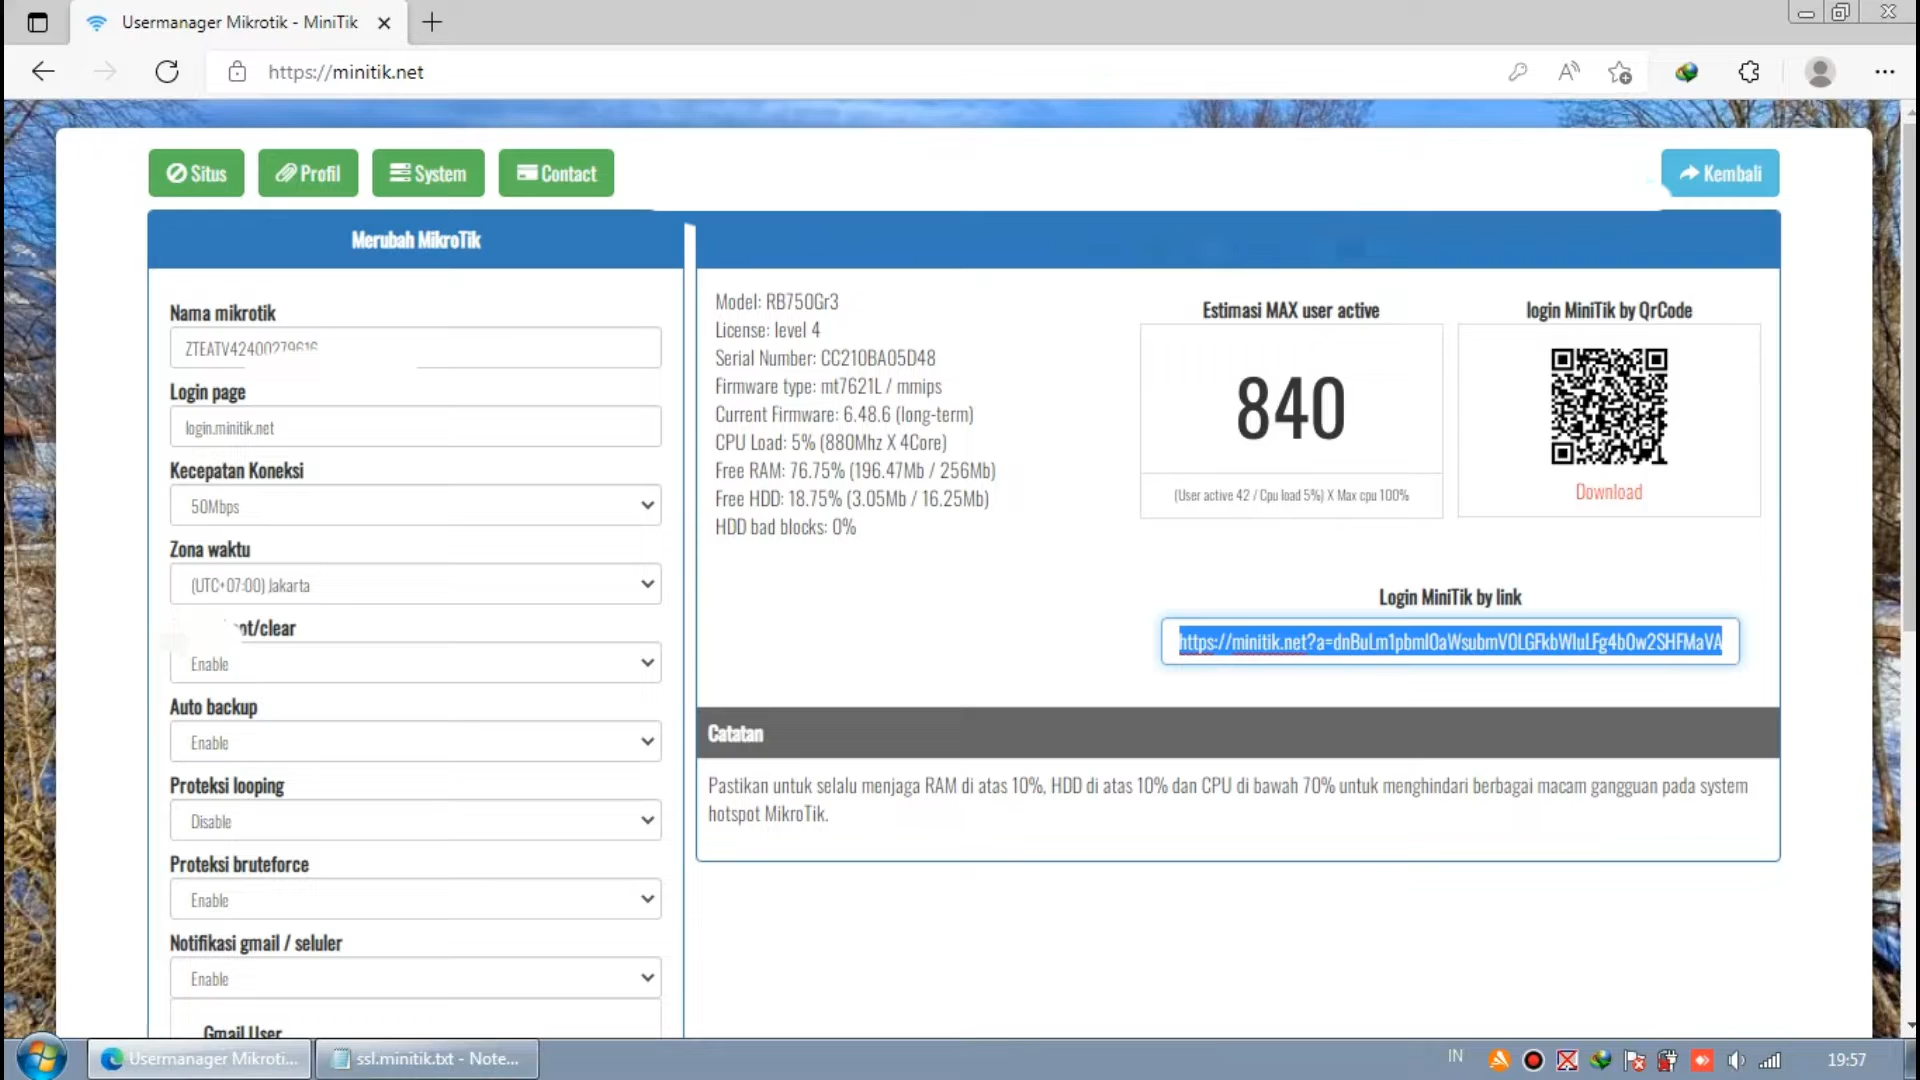 Usermanager Mikrotik - MiniTik
https://minitik.net
Situs
Profil
System
Contact
Kembali
Merubah MikroTik
Nama mikrotik
Login page
login.minitik.net
Kecepatan Koneksi
50Mbps
Zona waktu
(UTC+07:00) Jakarta
ot/clear
Enable
Auto backup
Enable
Proteksi looping
Disable
Proteksi bruteforce
Enable
Notifikasi gmail / seluler
Enable
Gmail User
Model: RB750Gr3
License: level 4
Serial Number: CC210BA05D48
Firmware type: mt7621L / mmips
Current Firmware: 6.48.6 (long-term)
CPU Load: 5% (880Mhz X 4Core)
Free RAM: 76.75% (196.47Mb / 256Mb)
Free HDD: 18.75% (3.05Mb / 16.25Mb)
HDD bad blocks: 0%
Estimasi MAX user active
840
(User active 42 / Cpu load 5%) X Max cpu 100%
login MiniTik by QrCode
Download
Login MiniTik by link
Catatan
Pastikan untuk selalu menjaga RAM di atas 10%, HDD di atas 10% dan CPU di bawah 70% untuk menghindari berbagai macam gangguan pada system
hotspot MikroTik.
Usermanager Mikroti...
ssl.minitik.txt - Note...
IN
19:57